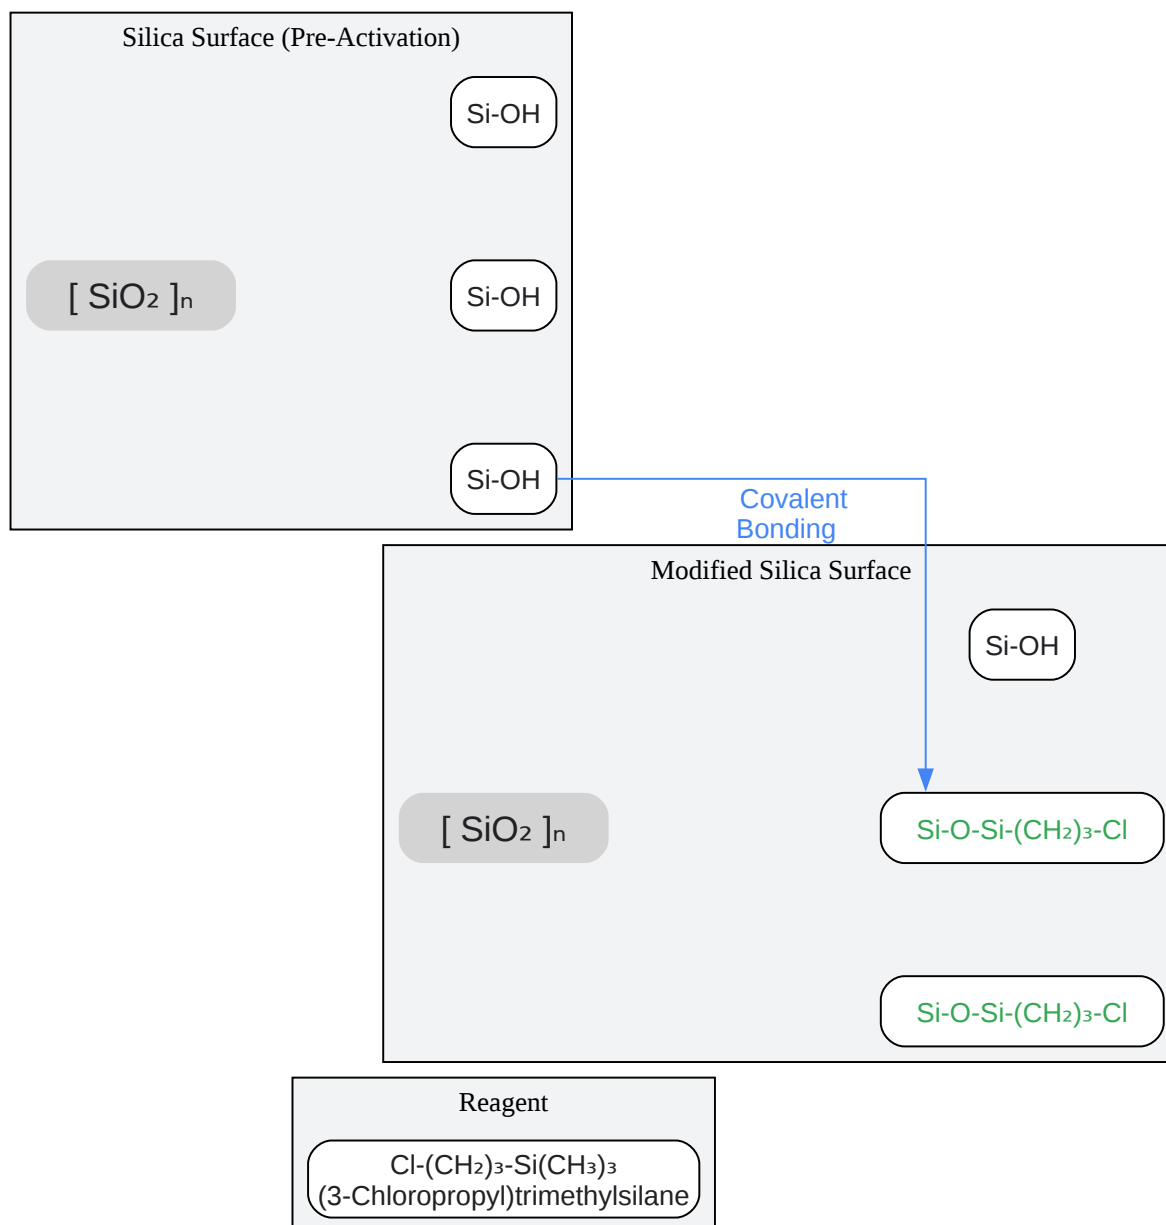 Silica Surface (Pre-Activation)
Si-OH
[ SiO₂ ]ₙ
Si-OH
Si-OH
Covalent
Bonding
Modified Silica Surface
Si-OH
[ SiO₂ ]ₙ
Si-O-Si-(CH₂)₃-Cl
Si-O-Si-(CH₂)₃-Cl
Reagent
Cl-(CH₂)₃-Si(CH₃)₃
(3-Chloropropyl)trimethylsilane